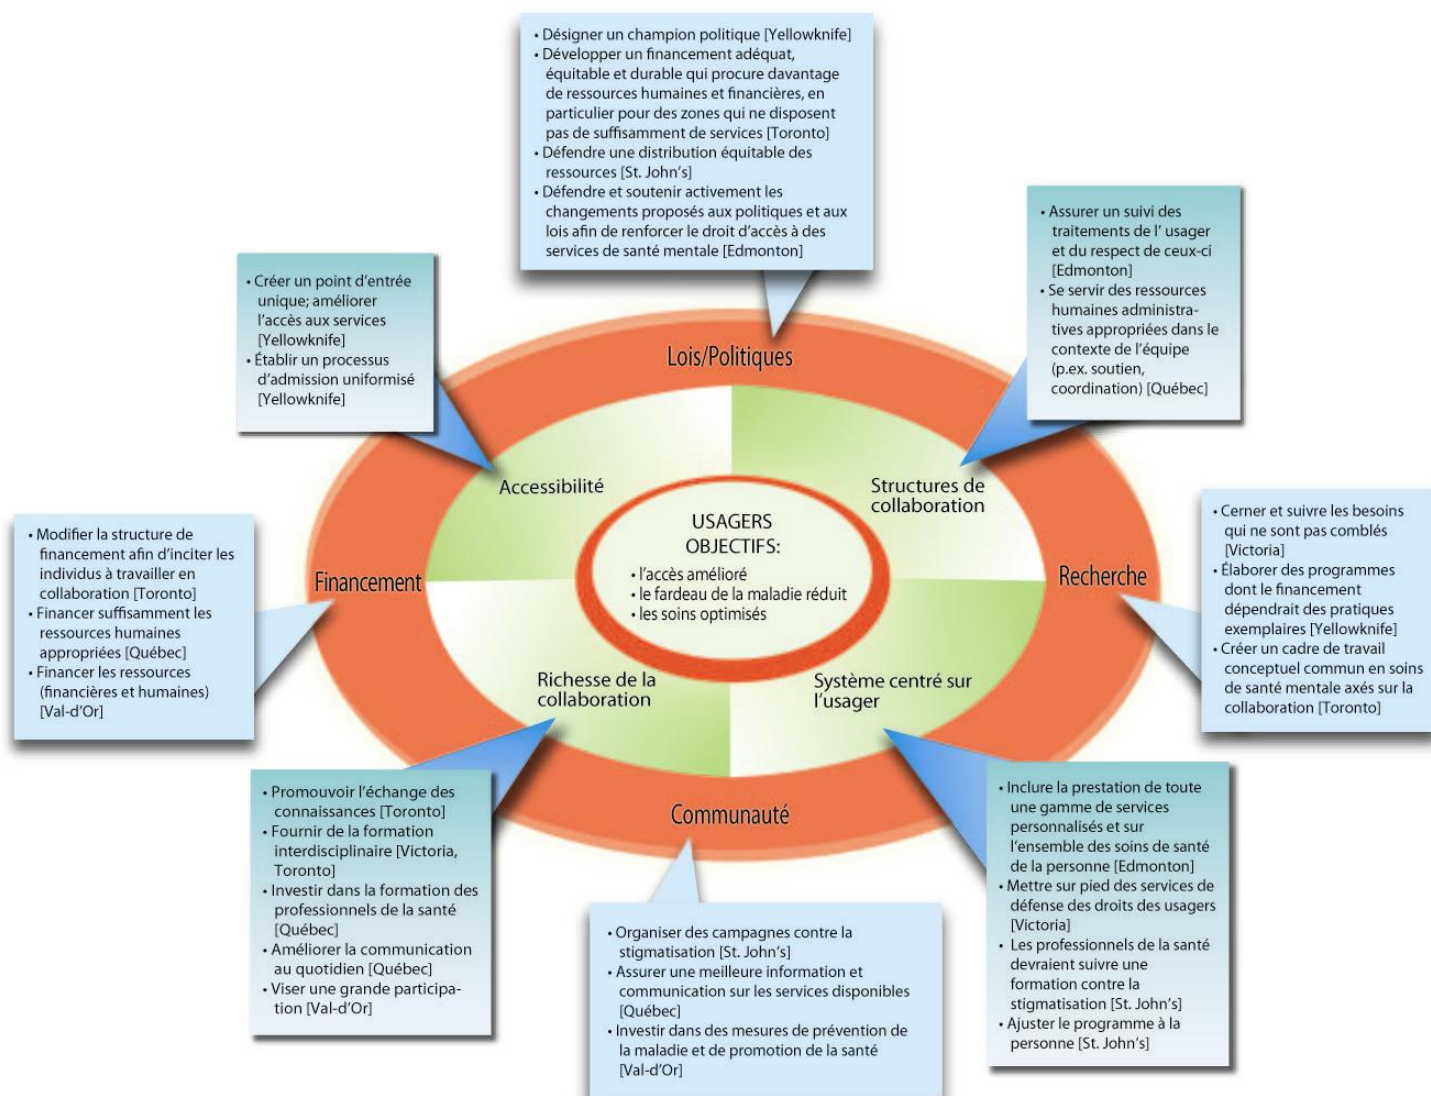 • Désigner un champion politique [Yellowknife]
• Développer un financement adéquat,
équitable et durable qui procure davantage
de ressources humaines et financières, en
particulier pour des zones qui ne disposent
pas de suffisamment de services [Toronto]
• Défendre une distribution équitable des
ressources [St. John's]
• Défendre et soutenir activement les
changements proposés aux politiques et aux
lois afin de renforcer le droit d'accès à des
services de santé mentale [Edmonton]
• Créer un point d'entrée
unique; améliorer
l'accès aux services
[Yellowknife]
• Établir un processus
d'admission uniformisé
[Yellowknife]
• Assurer un suivi des
traitements de l' usager
et du respect de ceux-ci
[Edmonton]
• Se servir des ressources
humaines administra-
tives appropriées dans le
contexte de l'équipe
(p.ex. soutien,
coordination) [Québec]
Lois/Politiques
Accessibilité
Structures de
collaboration
USAGERS
OBJECTIFS:
• l'accès amélioré
• le fardeau de la maladie réduit
• les soins optimisés
Financement
Recherche
Richesse de la
collaboration
Système centré sur
l'usager
Communauté
• Modifier la structure de
financement afin d'inciter les
individus à travailler en
collaboration [Toronto]
• Financer suffisamment les
ressources humaines
appropriées [Québec]
• Financer les ressources
(financières et humaines)
[Val-d'Or]
• Cerner et suivre les besoins
qui ne sont pas comblés
[Victoria]
• Élaborer des programmes
dont le financement
dépendrait des pratiques
exemplaires [Yellowknife]
• Créer un cadre de travail
conceptuel commun en soins
de santé mentale axés sur la
collaboration [Toronto]
• Promouvoir l'échange des
connaissances [Toronto]
• Fournir de la formation
interdisciplinaire [Victoria,
Toronto]
• Investir dans la formation des
professionnels de la santé
[Québec]
• Améliorer la communication
au quotidien [Québec]
• Viser une grande participa-
tion [Val-d'Or]
• Organiser des campagnes contre la
stigmatisation [St. John's]
• Assurer une meilleure information et
communication sur les services disponibles
[Québec]
• Investir dans des mesures de prévention de
la maladie et de promotion de la santé
[Val-d'Or]
• Inclure la prestation de toute
une gamme de services
personnalisés et sur
l'ensemble des soins de santé
de la personne [Edmonton]
• Mettre sur pied des services de
défense des droits des usagers
[Victoria]
• Les professionnels de la santé
devraient suivre une
formation contre la
stigmatisation [St. John's]
• Ajuster le programme à la
personne [St. John's]